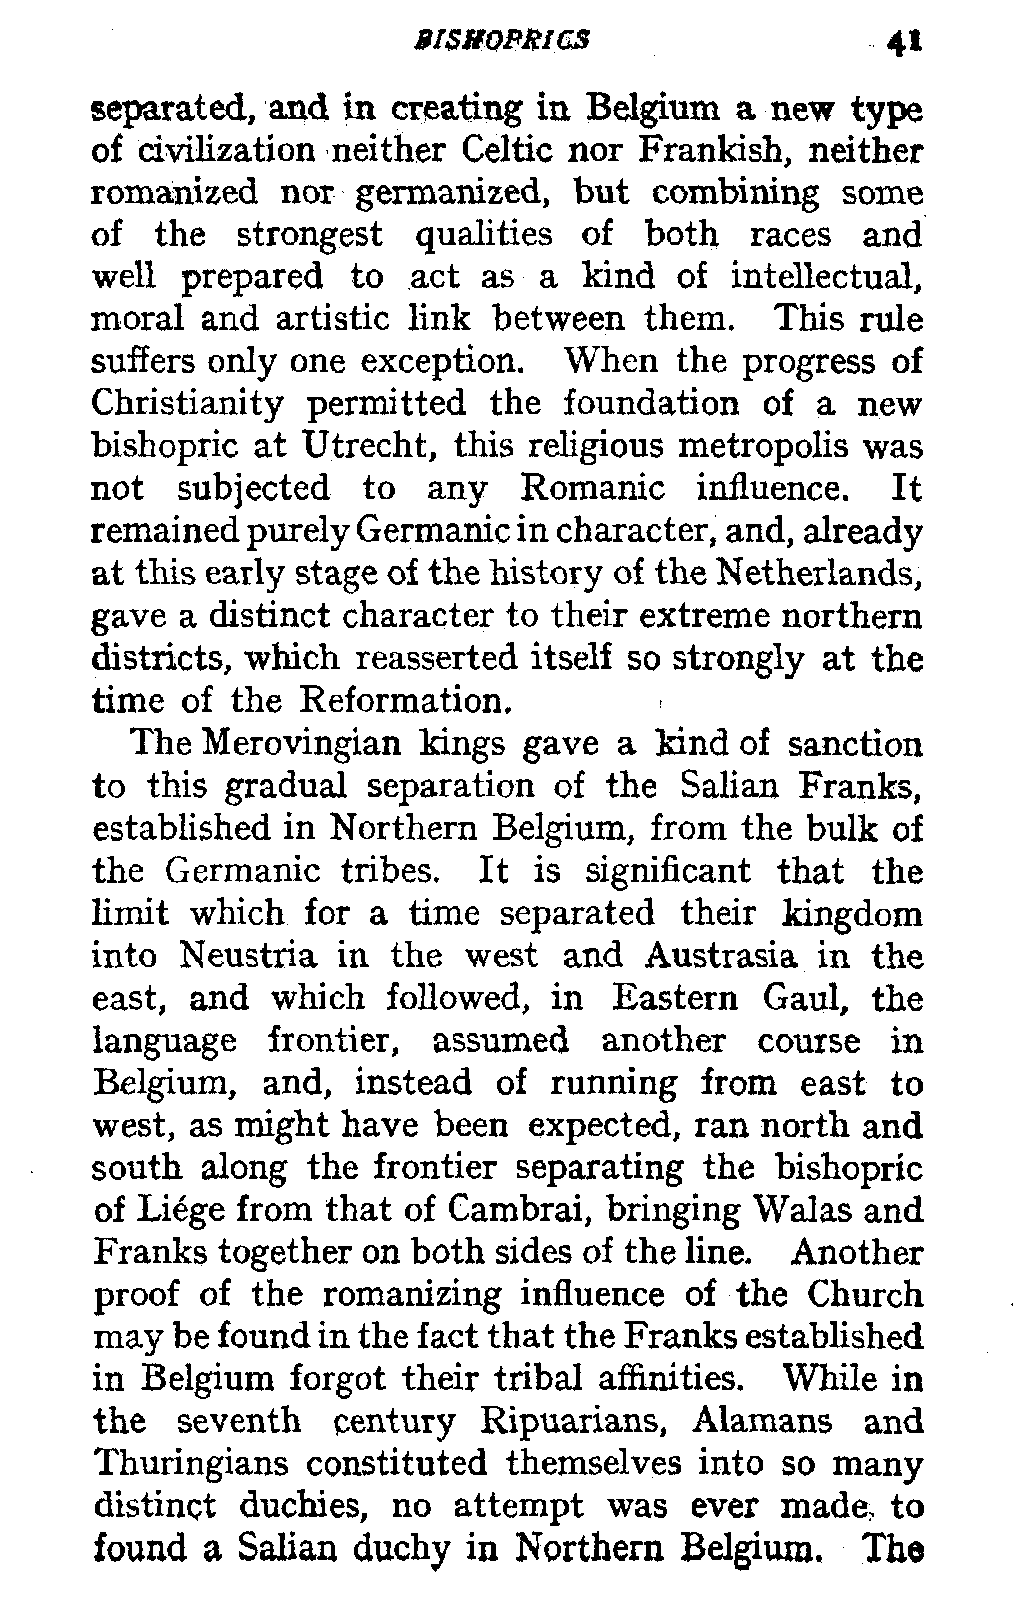 BISHOPRICS 41
separated, and in creating in Belgium a new type
of civilization neither Celtic nor Frankish, neither
romanized nor germanized, but combining some
of the strongest qualities of both races and
well prepared to act as a kind of intellectual,
moral and artistic link between them. This rule
suffers only one exception. When the progress of
Christianity permitted the foundation of a new
bishopric at Utrecht, this religious metropolis was
not subjected to any Romanic influence. It
remained purely Germanic in character, and, already
at this early stage of the history of the Netherlands,
gave a distinct character to their extreme northern
districts, which reasserted itself so strongly at the
time of the Reformation.
The Merovingian kings gave a kind of sanction
to this gradual separation of the Salian Franks,
established in Northern Belgium, from the bulk of
the Germanic tribes. It is significant that the
limit which for a time separated their kingdom
into Neustria in the west and Austrasia in the
east, and which followed, in Eastern Gaul, the
language frontier, assumed another course in
Belgium, and, instead of running from east to
west, as might have been expected, ran north and
south along the frontier separating the bishopric
of Liége from that of Cambrai, bringing Walas and
Franks together on both sides of the line. Another
proof of the romanizing influence of the Church
may be found in the fact that the Franks established
in Belgium forgot their tribal affinities. While in
the seventh century Ripuarians, Alamans and
Thuringians constituted themselves into so many
distinct duchies, no attempt was ever made to
found a Salian duchy in Northern Belgium. The